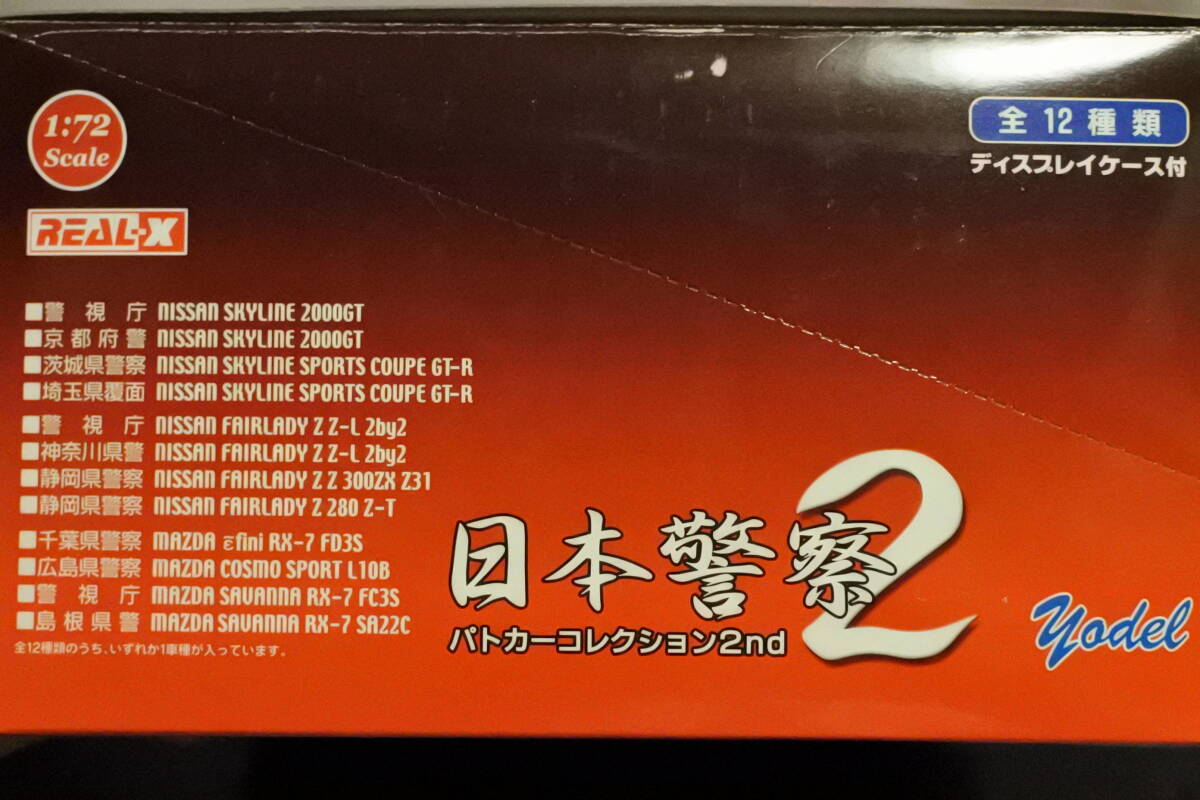 1:72
Scale
REAL-X
全12種類
ディスプレイケース付
■警視庁 NISSAN SKYLINE 2000GT
■京都府警 NISSAN SKYLINE 2000GT
■茨城県警察 NISSAN SKYLINE SPORTS COUPE GT-R
■埼玉県覆面 NISSAN SKYLINE SPORTS COUPE GT-R
■警視庁 NISSAN FAIRLADY Z Z-L 2by2
■神奈川県警 NISSAN FAIRLADY Z Z-L 2by2
■静岡県警察 NISSAN FAIRLADY Z Z 300ZX Z31
■静岡県警察 NISSAN FAIRLADY Z 280 Z-T
■千葉県警察 MAZDA εfini RX-7 FD3S
■広島県警察 MAZDA COSMO SPORT L10B
■警視庁 MAZDA SAVANNA RX-7 FC3S
■島根県警 MAZDA SAVANNA RX-7 SA22C
全12種類のうち、いずれか1車種が入っています。
日本警察2
パトカーコレクション2nd
Yodel